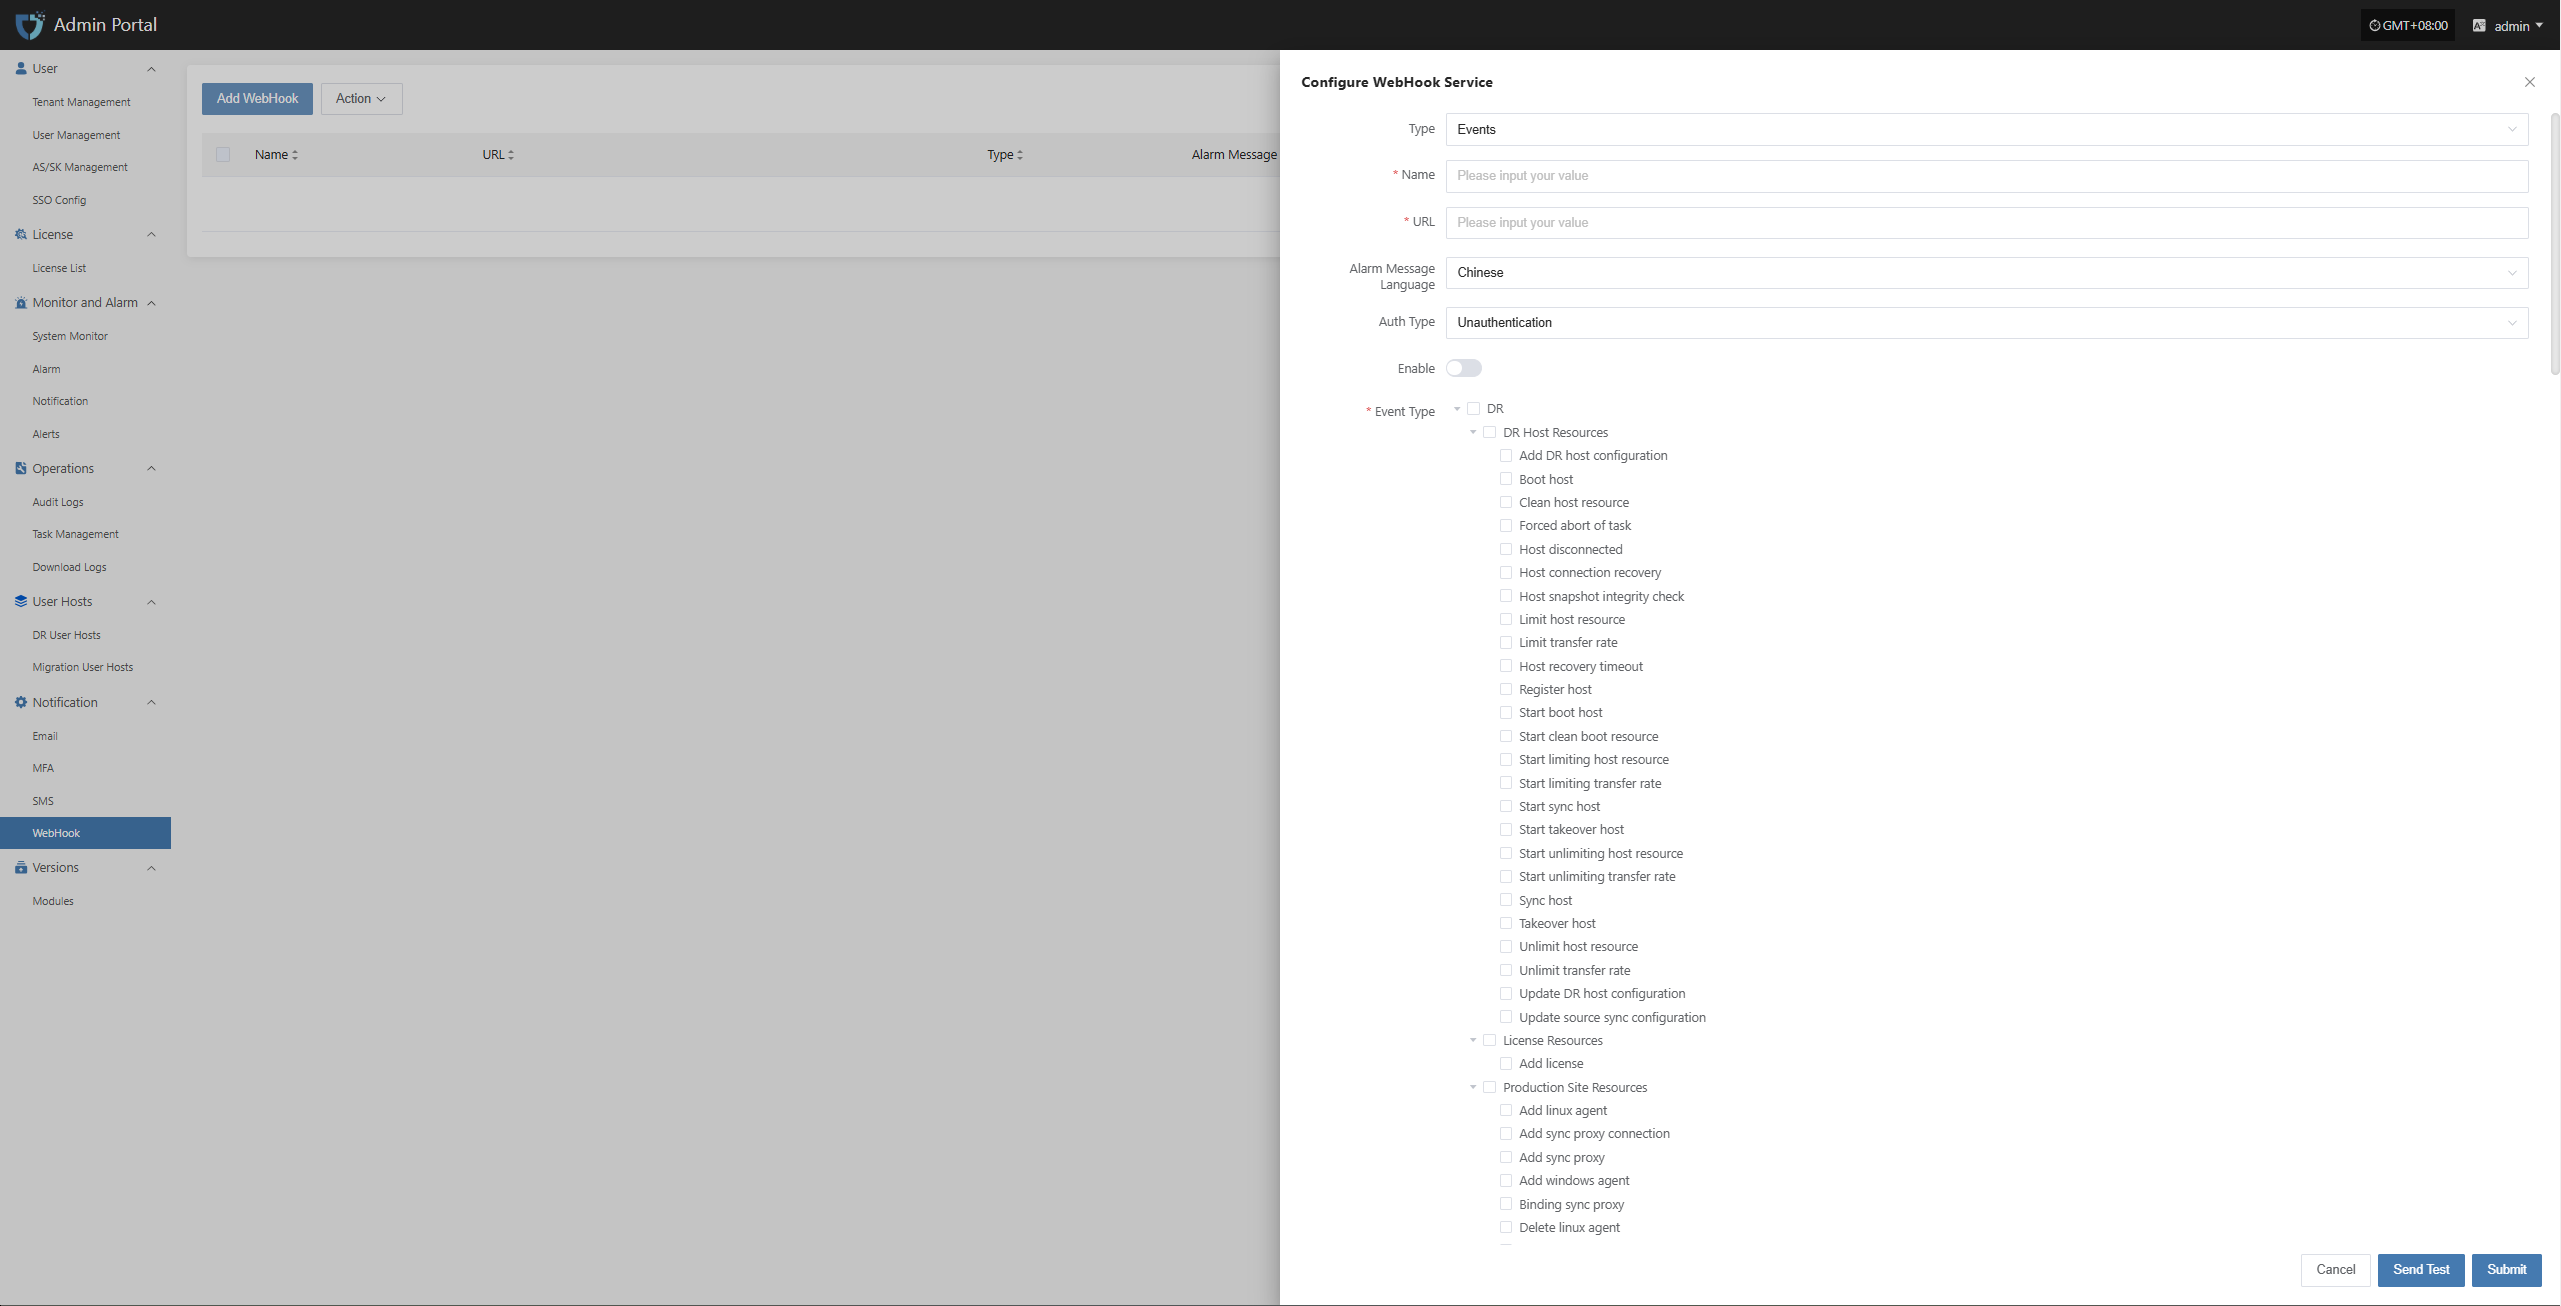 Admin Portal
GMT+08:00
admin
User
Tenant Management
User Management
AS/SK Management
SSO Config
License
License List
Monitor and Alarm
System Monitor
Alarm
Notification
Alerts
Operations
Audit Logs
Task Management
Download Logs
User Hosts
DR User Hosts
Migration User Hosts
Notification
Email
MFA
SMS
WebHook
Versions
Modules
Add WebHook
Action
Name
URL
Type
Alarm Message
Configure WebHook Service
Type
Events
* Name
Please input your value
* URL
Please input your value
Alarm Message
Language
Chinese
Auth Type
Unauthentication
Enable
* Event Type
DR
DR Host Resources
Add DR host configuration
Boot host
Clean host resource
Forced abort of task
Host disconnected
Host connection recovery
Host snapshot integrity check
Limit host resource
Limit transfer rate
Host recovery timeout
Register host
Start boot host
Start clean boot resource
Start limiting host resource
Start limiting transfer rate
Start sync host
Start takeover host
Start unlimiting host resource
Start unlimiting transfer rate
Sync host
Takeover host
Unlimit host resource
Unlimit transfer rate
Update DR host configuration
Update source sync configuration
License Resources
Add license
Production Site Resources
Add linux agent
Add sync proxy connection
Add sync proxy
Add windows agent
Binding sync proxy
Delete linux agent
Cancel
Send Test
Submit